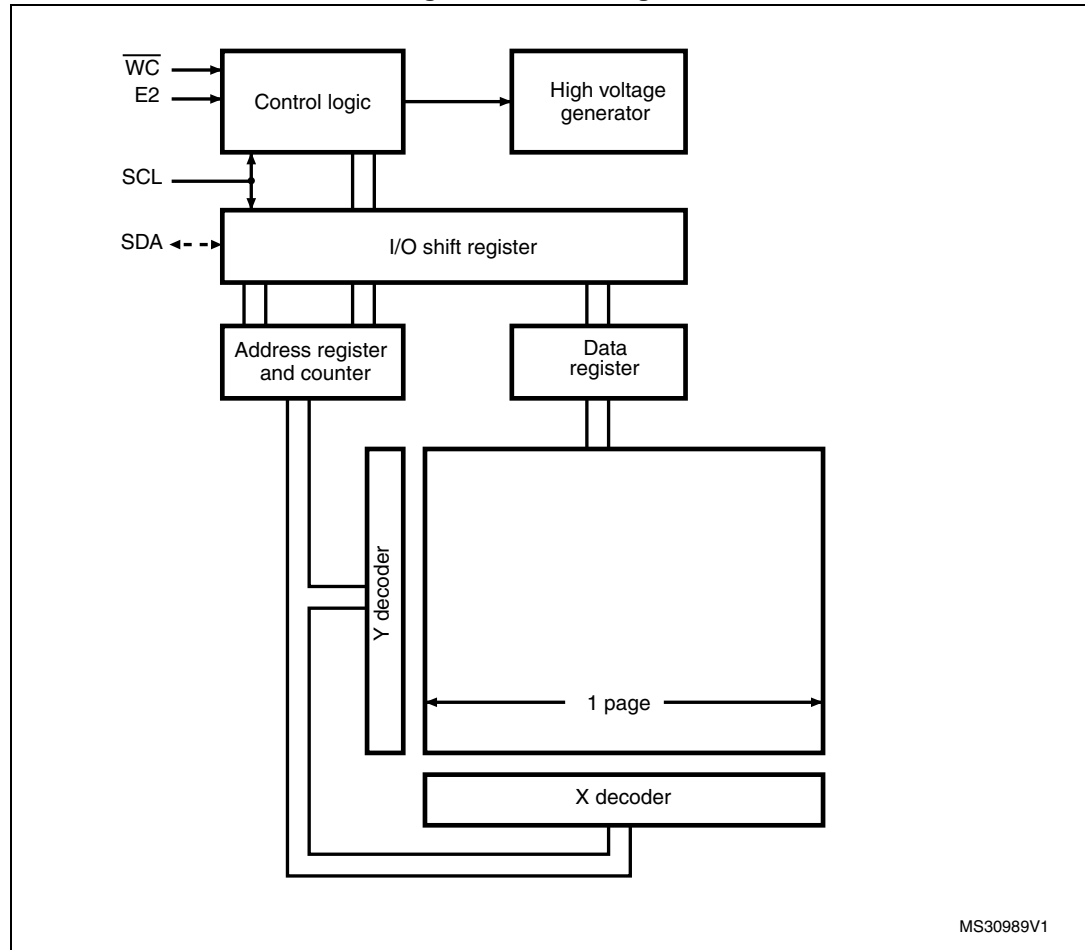 WC
E2
Control logic
High voltage
generator
SCL
SDA
I/O shift register
Address register
and counter
Data
register
Y decoder
1 page
X decoder
MS30989V1